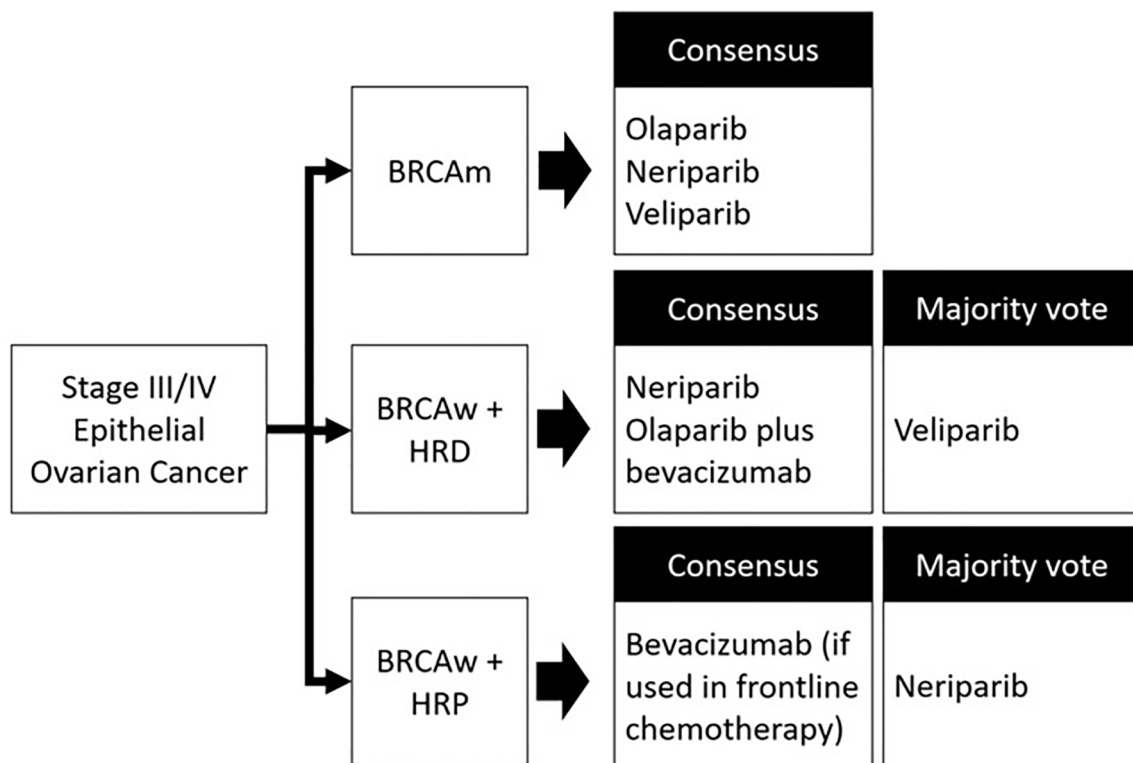 Stage III/IV
Epithelial
Ovarian Cancer
BRCAm
Consensus
Olaparib
Neriparib
Veliparib
BRCAw +
HRD
Consensus
Neriparib
Olaparib plus
bevacizumab
Majority vote
Veliparib
BRCAw +
HRP
Consensus
Bevacizumab (if
used in frontline
chemotherapy)
Majority vote
Neriparib